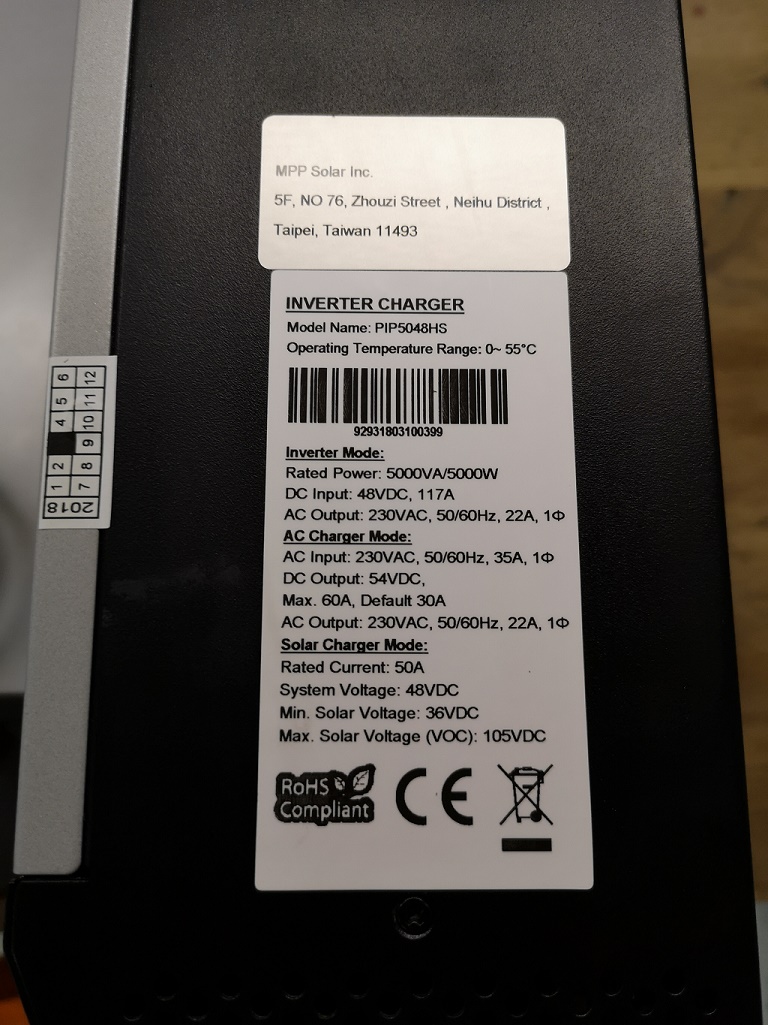 MPP Solar Inc.
5F, NO 76, Zhouzi Street , Neihu District ,
Taipei, Taiwan 11493
INVERTER CHARGER
Model Name: PIP5048HS
Operating Temperature Range: 0~ 55°C
92931803100399
Inverter Mode:
Rated Power: 5000VA/5000W
DC Input: 48VDC, 117A
AC Output: 230VAC, 50/60Hz, 22A, 1Φ
AC Charger Mode:
AC Input: 230VAC, 50/60Hz, 35A, 1Φ
DC Output: 54VDC,
Max. 60A, Default 30A
AC Output: 230VAC, 50/60Hz, 22A, 1Φ
Solar Charger Mode:
Rated Current: 50A
System Voltage: 48VDC
Min. Solar Voltage: 36VDC
Max. Solar Voltage (VOC): 105VDC
RoHS
Compliant
CE
2018
1 2 4 5 6
7 8 9 10 11 12